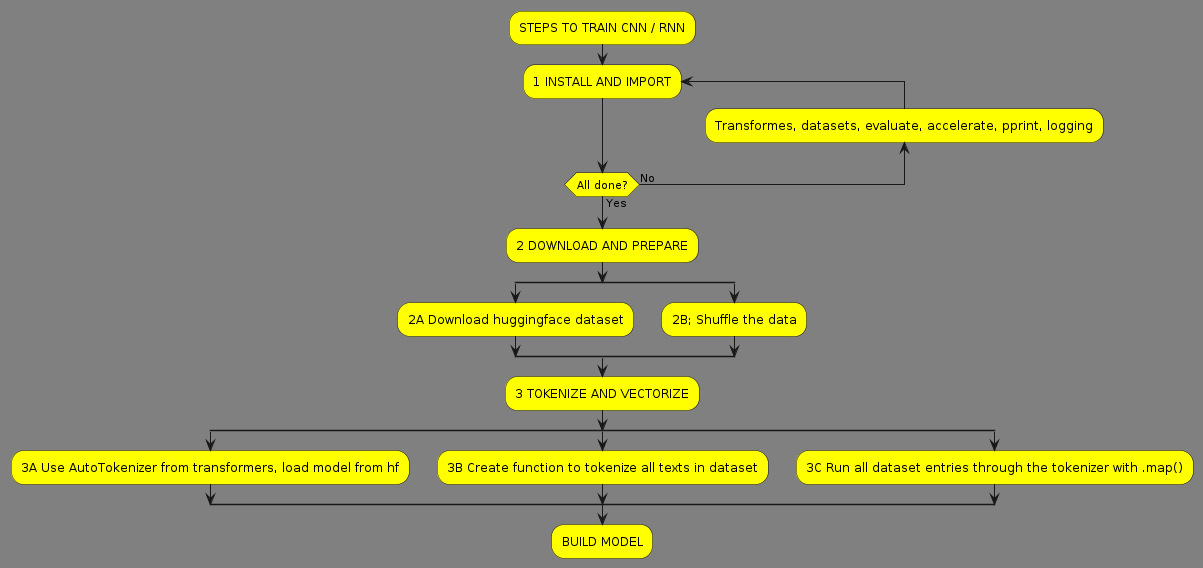 STEPS TO TRAIN CNN / RNN
1 INSTALL AND IMPORT
Transformes, datasets, evaluate, accelerate, pprint, logging
All done?
No
Yes
2 DOWNLOAD AND PREPARE
2A Download huggingface dataset
2B; Shuffle the data
3 TOKENIZE AND VECTORIZE
3A Use AutoTokenizer from transformers, load model from hf
3B Create function to tokenize all texts in dataset
3C Run all dataset entries through the tokenizer with .map()
BUILD MODEL